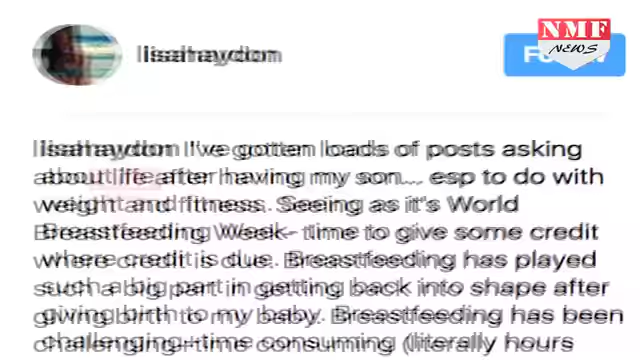 NMF
NEWS
lisahaydon
lisahaydon I've gotten loads of posts asking
about life after having my son... esp to do with
weight and fitness. Seeing as it's World
Breastfeeding Week- time to give some credit
where credit is due. Breastfeeding has played
such a big part in getting back into shape after
giving birth to my baby. Breastfeeding has been
challenging--time consuming (literally hours